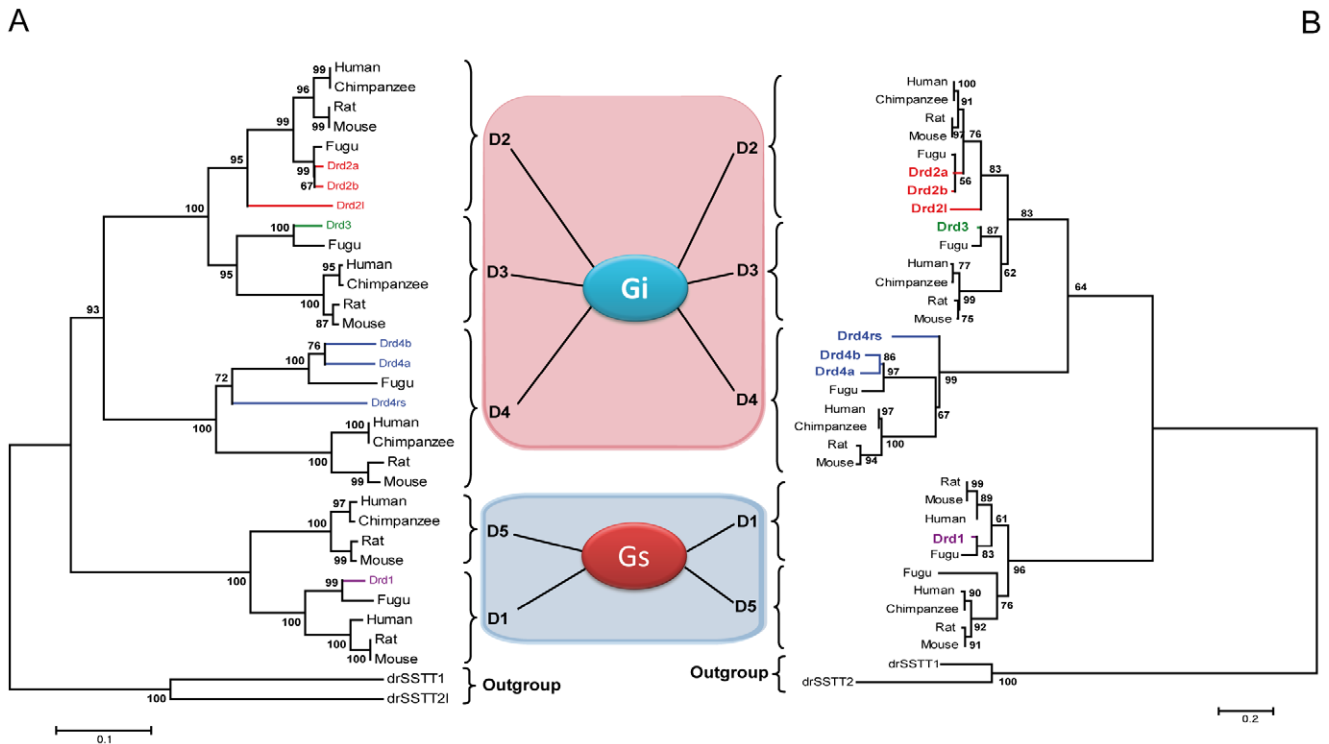 A
B
99
Human
Chimpanzee
96
Rat
99
Mouse
99
Fugu
95
99
Drd2a
67
Drd2b
Drd2l
100
Drd3
100
Fugu
95
95
Human
Chimpanzee
100
Rat
87
Mouse
93
Drd4b
76
Drd4a
100
Fugu
72
Drd4rs
100
100
Human
Chimpanzee
100
Rat
99
Mouse
97
Human
Chimpanzee
100
Rat
99
Mouse
100
99
Drd1
Fugu
100
Human
100
Rat
100
Mouse
drSSTT1
100
drSSTT2l
0.1
D2
D3
D4
Gi
D2
D3
D4
D5
D1
Gs
D1
D5
Outgroup
Outgroup
Human
100
Chimpanzee
91
Rat
Mouse
97
76
Fugu
Drd2a
56
Drd2b
83
Drd2l
83
Drd3
87
Fugu
62
Human
77
Chimpanzee
99
Rat
Mouse
75
64
Drd4rs
Drd4b
86
Drd4a
97
Fugu
99
67
Human
97
Chimpanzee
100
Rat
Mouse
94
Rat
99
Mouse
89
Human
61
Drd1
Fugu
83
96
Fugu
76
Human
90
Chimpanzee
92
Rat
Mouse
91
drSSTT1
drSSTT2
100
0.2